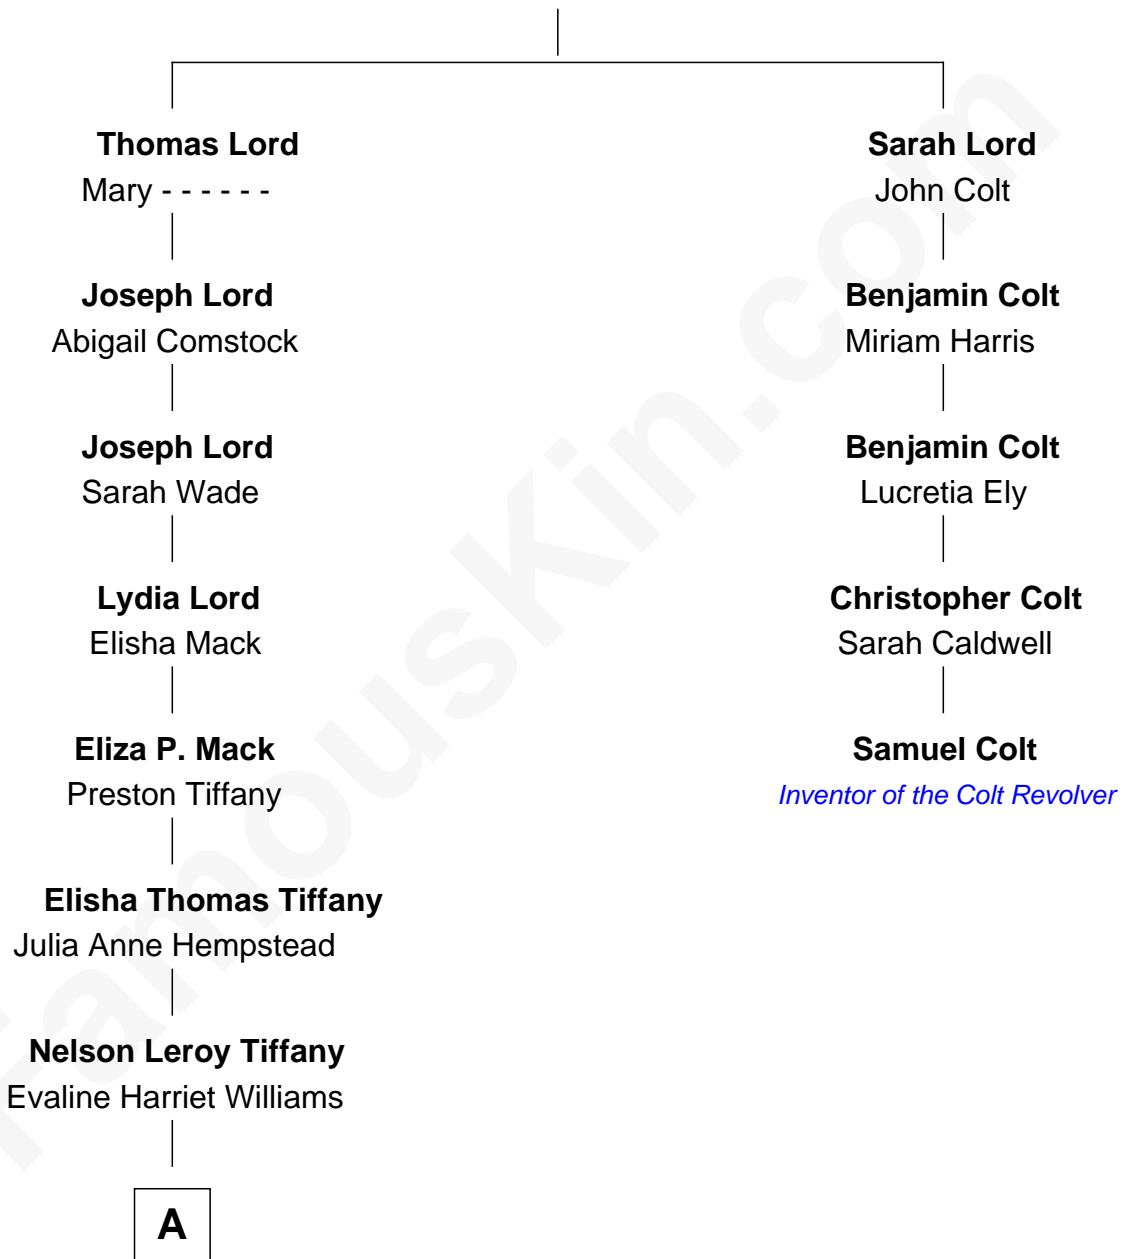 Thomas Lord
Mary - - - - - -
Sarah Lord
John Colt
Joseph Lord
Abigail Comstock
Benjamin Colt
Miriam Harris
Joseph Lord
Sarah Wade
Benjamin Colt
Lucretia Ely
Lydia Lord
Elisha Mack
Christopher Colt
Sarah Caldwell
Eliza P. Mack
Preston Tiffany
Samuel Colt
Inventor of the Colt Revolver
Elisha Thomas Tiffany
Julia Anne Hempstead
Nelson Leroy Tiffany
Evaline Harriet Williams
A
FamousKin.com